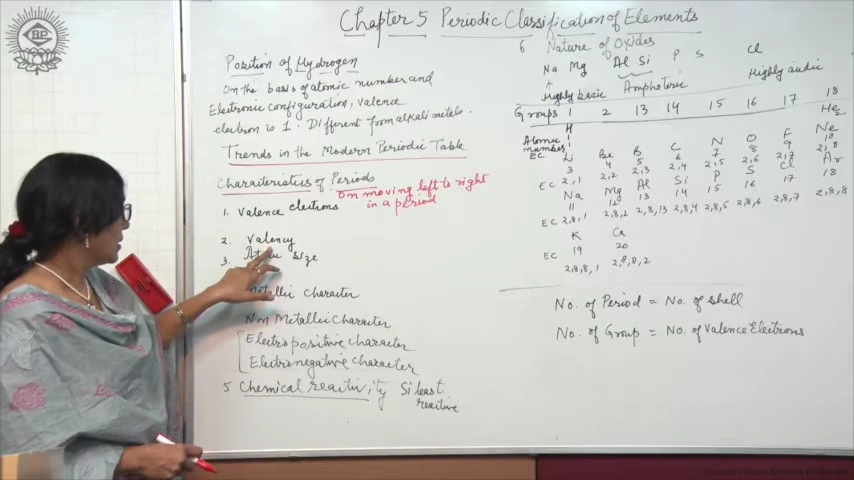 BPL
Chapter 5 Periodic Classification of Elements
Position of Hydrogen
On the basis of atomic number and
Electronic configuration, valence
electron is 1. Different from alkali metals.
Trends in the Modern Periodic Table
Characteristics of Periods
On moving left to right
in a period
1. Valence electrons
2. Valency
3. size
Metallic Character
Non Metallic Character
Electropositive Character
Electronegative Character
5 Chemical reactivity Si least
reactive
6 Nature of Oxides
Na Mg Al Si P S Cl
Highly basic Amphoteric Highly acidic
Groups 1 2 13 14 15 16 17 18
H He2
Atomic
number 1
Li Be B C N O F Ne
3 4 5 6 7 8 9 10
EC 2,1 2,2 2,3 2,4 2,5 2,6 2,7 2,8
Na Mg Al Si P S Cl Ar
11 12 13 14 15 16 17 18
EC 2,8,1 2,8,2 2,8,13 2,8,4 2,8,5 2,8,6 2,8,7 2,8,8
K Ca
19 20
EC 2,8,8,1 2,8,8,2
No. of Period = No. of shell
No. of Group = No. of Valence Electrons